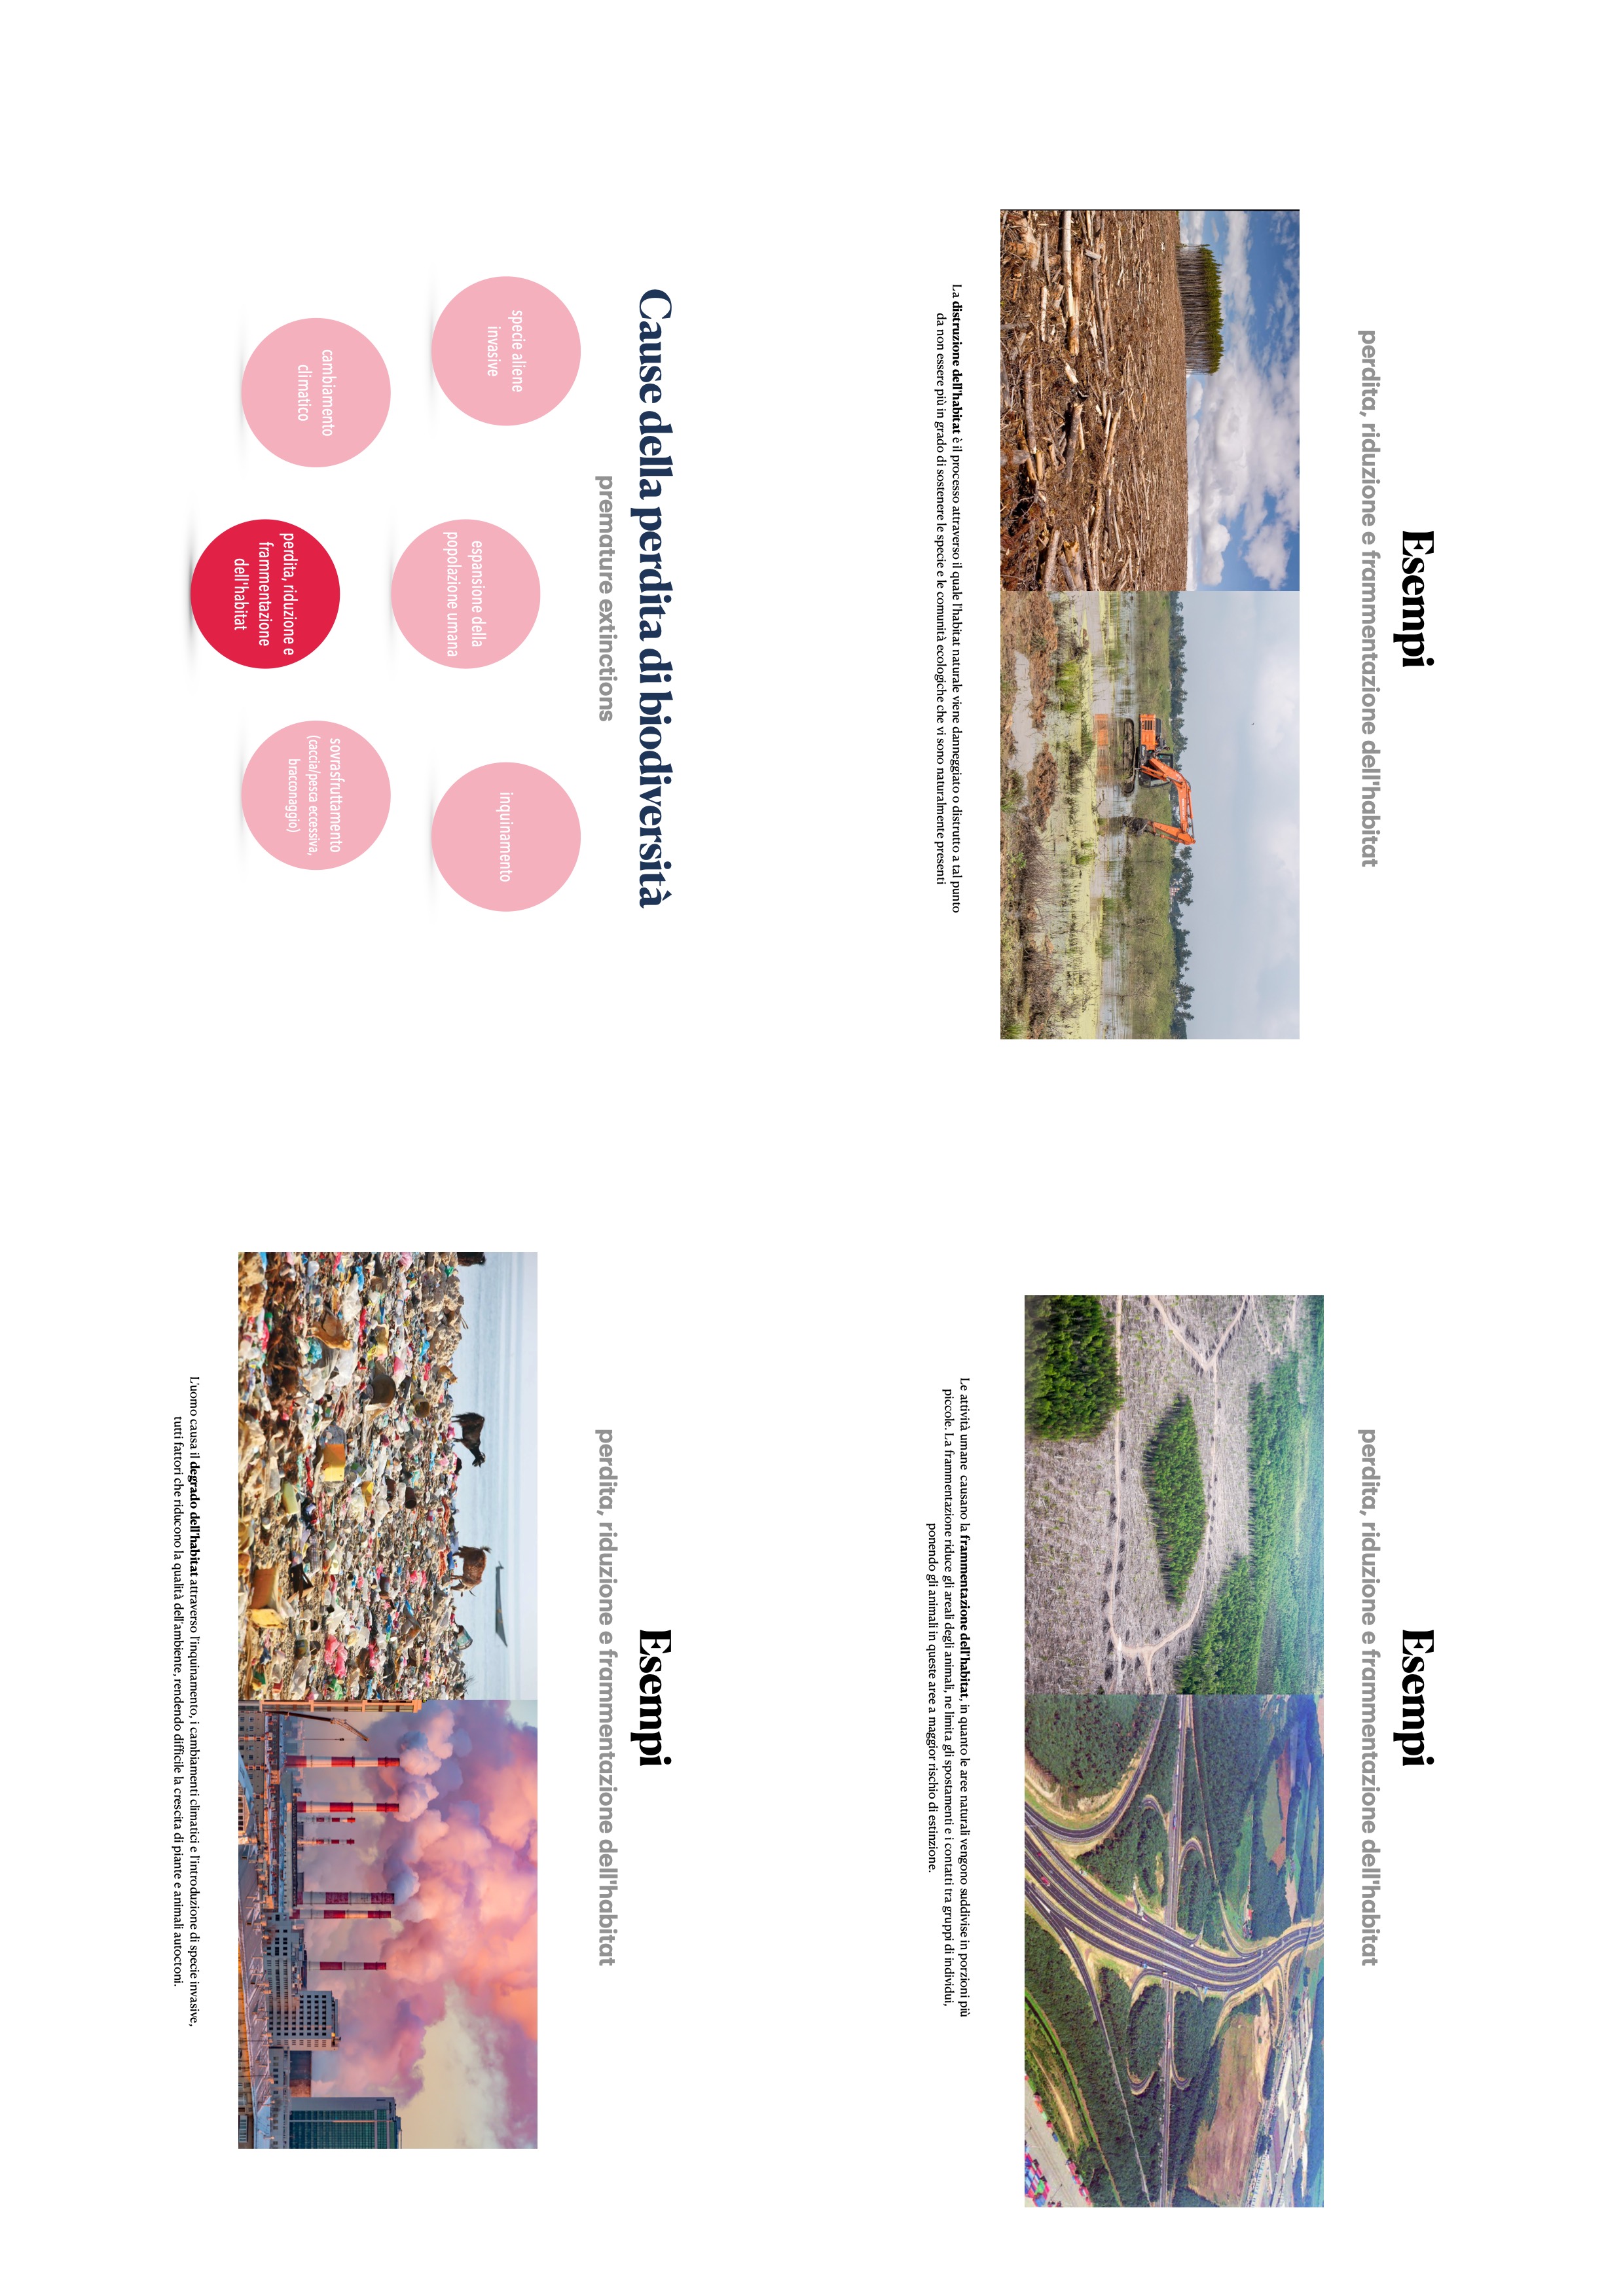 Esempi
perdita, riduzione e frammentazione dell'habitat
La distruzione dell'habitat è il processo attraverso il quale l'habitat naturale viene danneggiato o distrutto a tal punto
da non essere più in grado di sostenere le specie e le comunità ecologiche che vi sono naturalmente presenti
Esempi
perdita, riduzione e frammentazione dell'habitat
Le attività umane causano la frammentazione dell'habitat, in quanto le aree naturali vengono suddivise in porzioni più
piccole. La frammentazione riduce gli areali degli animali, ne limita gli spostamenti e i contatti tra gruppi di individui,
ponendo gli animali in queste aree a maggior rischio di estinzione.
Cause della perdita di biodiversità
premature extinctions
specie aliene
invasive
espansione della
popolazione umana
inquinamento
cambiamento
climatico
perdita, riduzione e
frammentazione
dell'habitat
sovrasfruttamento
(caccia/pesca eccessiva,
bracconaggio)
Esempi
perdita, riduzione e frammentazione dell'habitat
L'uomo causa il degrado dell'habitat attraverso l'inquinamento, i cambiamenti climatici e l'introduzione di specie invasive,
tutti fattori che riducono la qualità dell'ambiente, rendendo difficile la crescita di piante e animali autoctoni.